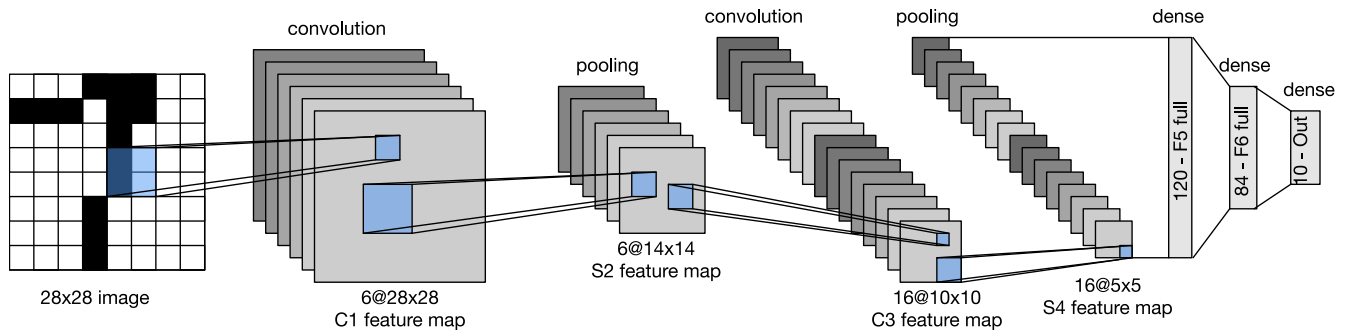 convolution
convolution
pooling
dense
pooling
dense
dense
120 - F5 full
84 - F6 full
10 - Out
28x28 image
6@28x28
C1 feature map
6@14x14
S2 feature map
16@10x10
C3 feature map
16@5x5
S4 feature map